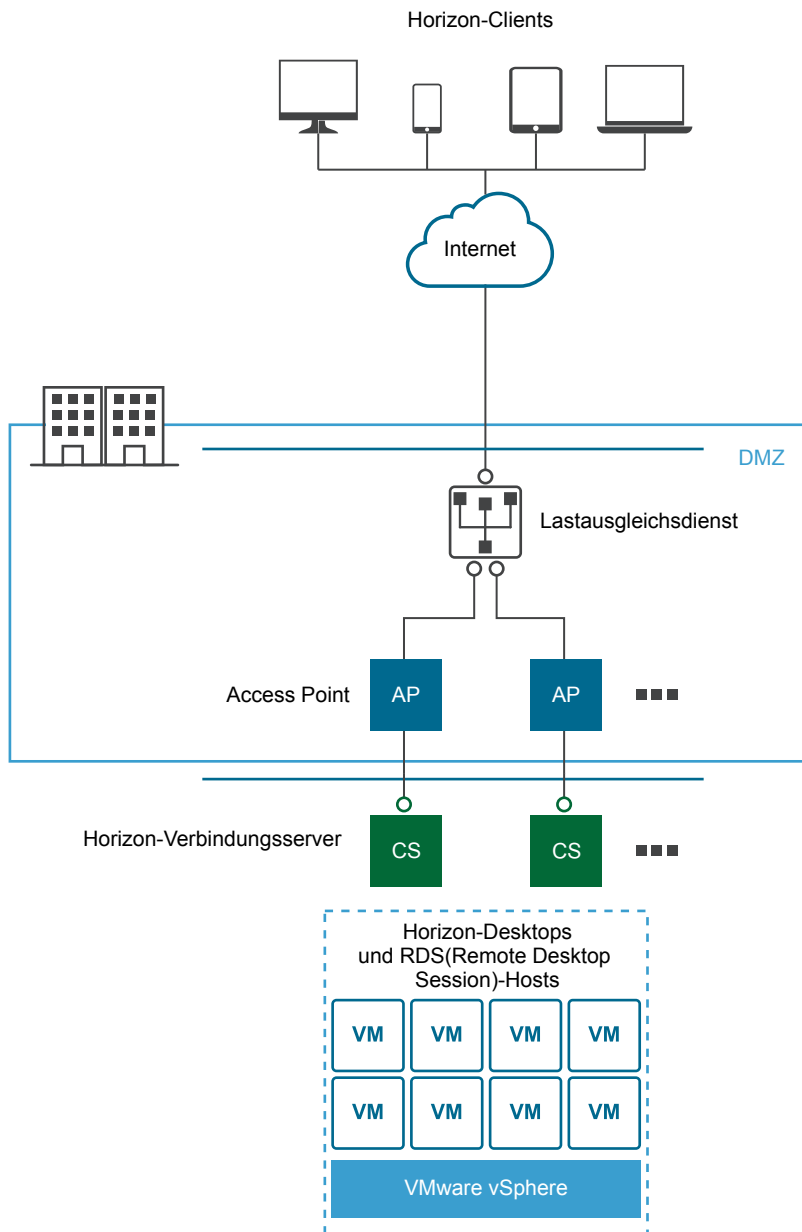 Horizon-Clients
Internet
DMZ
Lastausgleichsdienst
Access Point
AP
AP
Horizon-Verbindungsserver
CS
CS
Horizon-Desktops
und RDS(Remote Desktop
Session)-Hosts
VM VM VM VM
VM VM VM VM
VMware vSphere